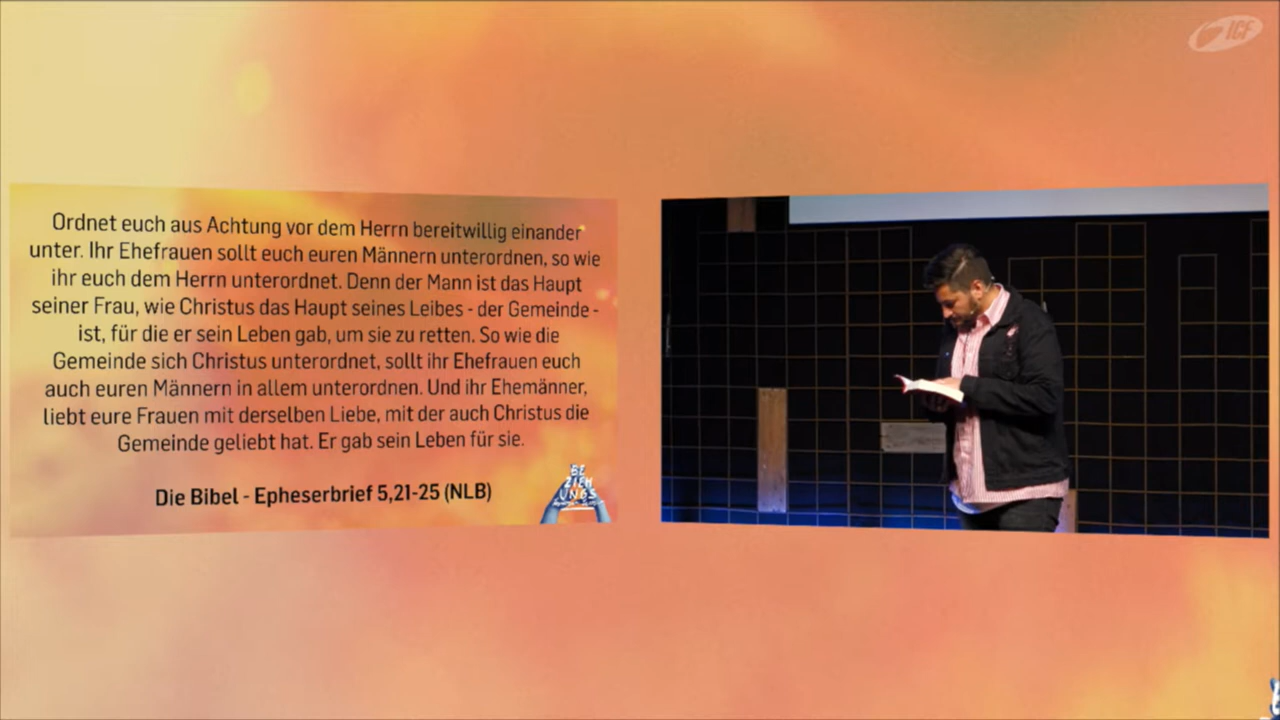 ICF
Ordnet euch aus Achtung vor dem Herrn bereitwillig einander
unter. Ihr Ehefrauen sollt euch euren Männern unterordnen, so wie
ihr euch dem Herrn unterordnet. Denn der Mann ist das Haupt
seiner Frau, wie Christus das Haupt seines Leibes - der Gemeinde -
ist, für die er sein Leben gab, um sie zu retten. So wie die
Gemeinde sich Christus unterordnet, sollt ihr Ehefrauen euch
auch euren Männern in allem unterordnen. Und ihr Ehemänner,
liebt eure Frauen mit derselben Liebe, mit der auch Christus die
Gemeinde geliebt hat. Er gab sein Leben für sie.
Die Bibel - Epheserbrief 5,21-25 (NLB)
BE
ZIEH
UNGS